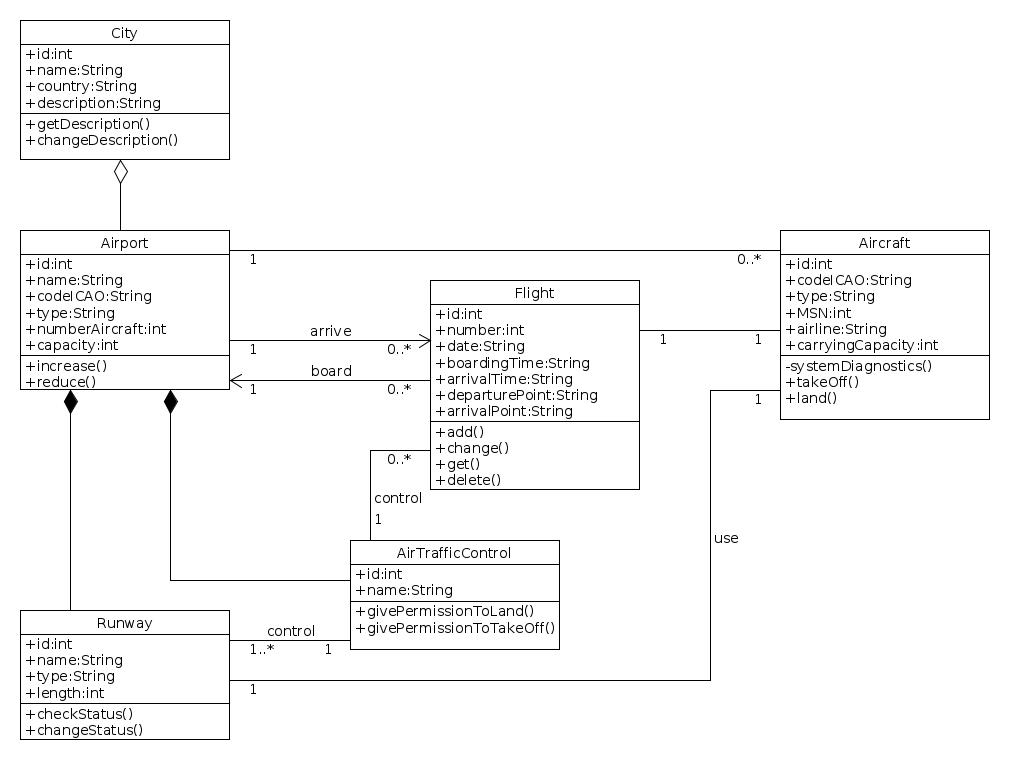 City
+id:int
+name:String
+country:String
+description:String
+getDescription()
+changeDescription()
Airport
+id:int
+name:String
+codeICAO:String
+type:String
+numberAircraft:int
+capacity:int
+increase()
+reduce()
1
0..*
Aircraft
+id:int
+codeICAO:String
+type:String
+MSN:int
+airline:String
+carryingCapacity:int
-systemDiagnostics()
+takeOff()
+land()
arrive
1
0..*
board
1
0..*
Flight
+id:int
+number:int
+date:String
+boardingTime:String
+arrivalTime:String
+departurePoint:String
+arrivalPoint:String
+add()
+change()
+get()
+delete()
1
1
1
0..*
control
1
use
AirTrafficControl
+id:int
+name:String
+givePermissionToLand()
+givePermissionToTakeOff()
Runway
+id:int
+name:String
+type:String
+length:int
+checkStatus()
+changeStatus()
control
1..*
1
1